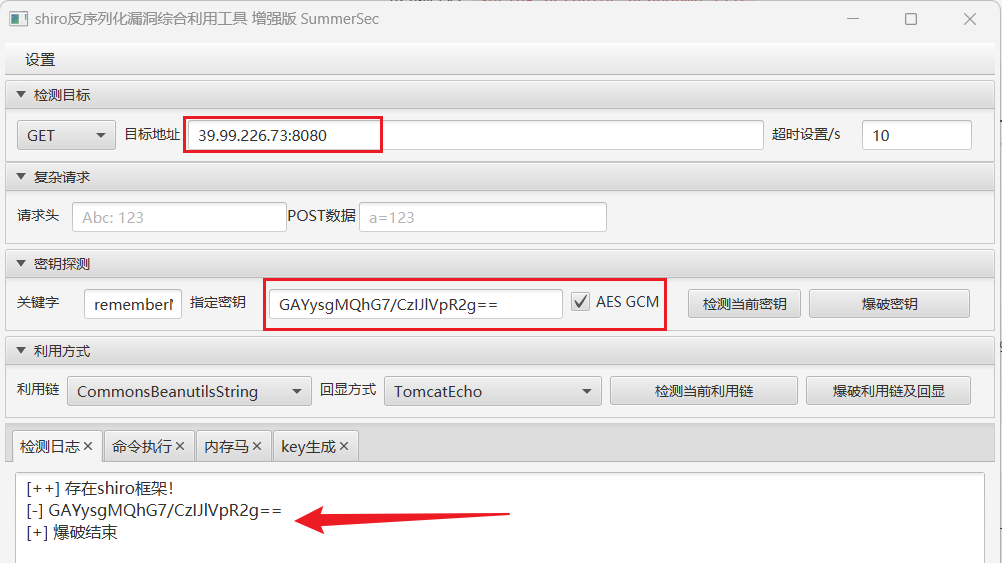 shiro反序列化漏洞综合利用工具 增强版 SummerSec
设置
检测目标
GET 目标地址 39.99.226.73:8080 超时设置/s 10
复杂请求
请求头 Abc: 123 POST数据 a=123
密钥探测
关键字 rememberM 指定密钥 GAYysgMQhG7/CzIJlVpR2g== AES GCM 检测当前密钥 爆破密钥
利用方式
利用链 CommonsBeanutilsString 回显方式 TomcatEcho 检测当前利用链 爆破利用链及回显
检测日志 命令执行 内存马 key生成
[++] 存在shiro框架！
[-] GAYysgMQhG7/CzIJlVpR2g==
[+] 爆破结束